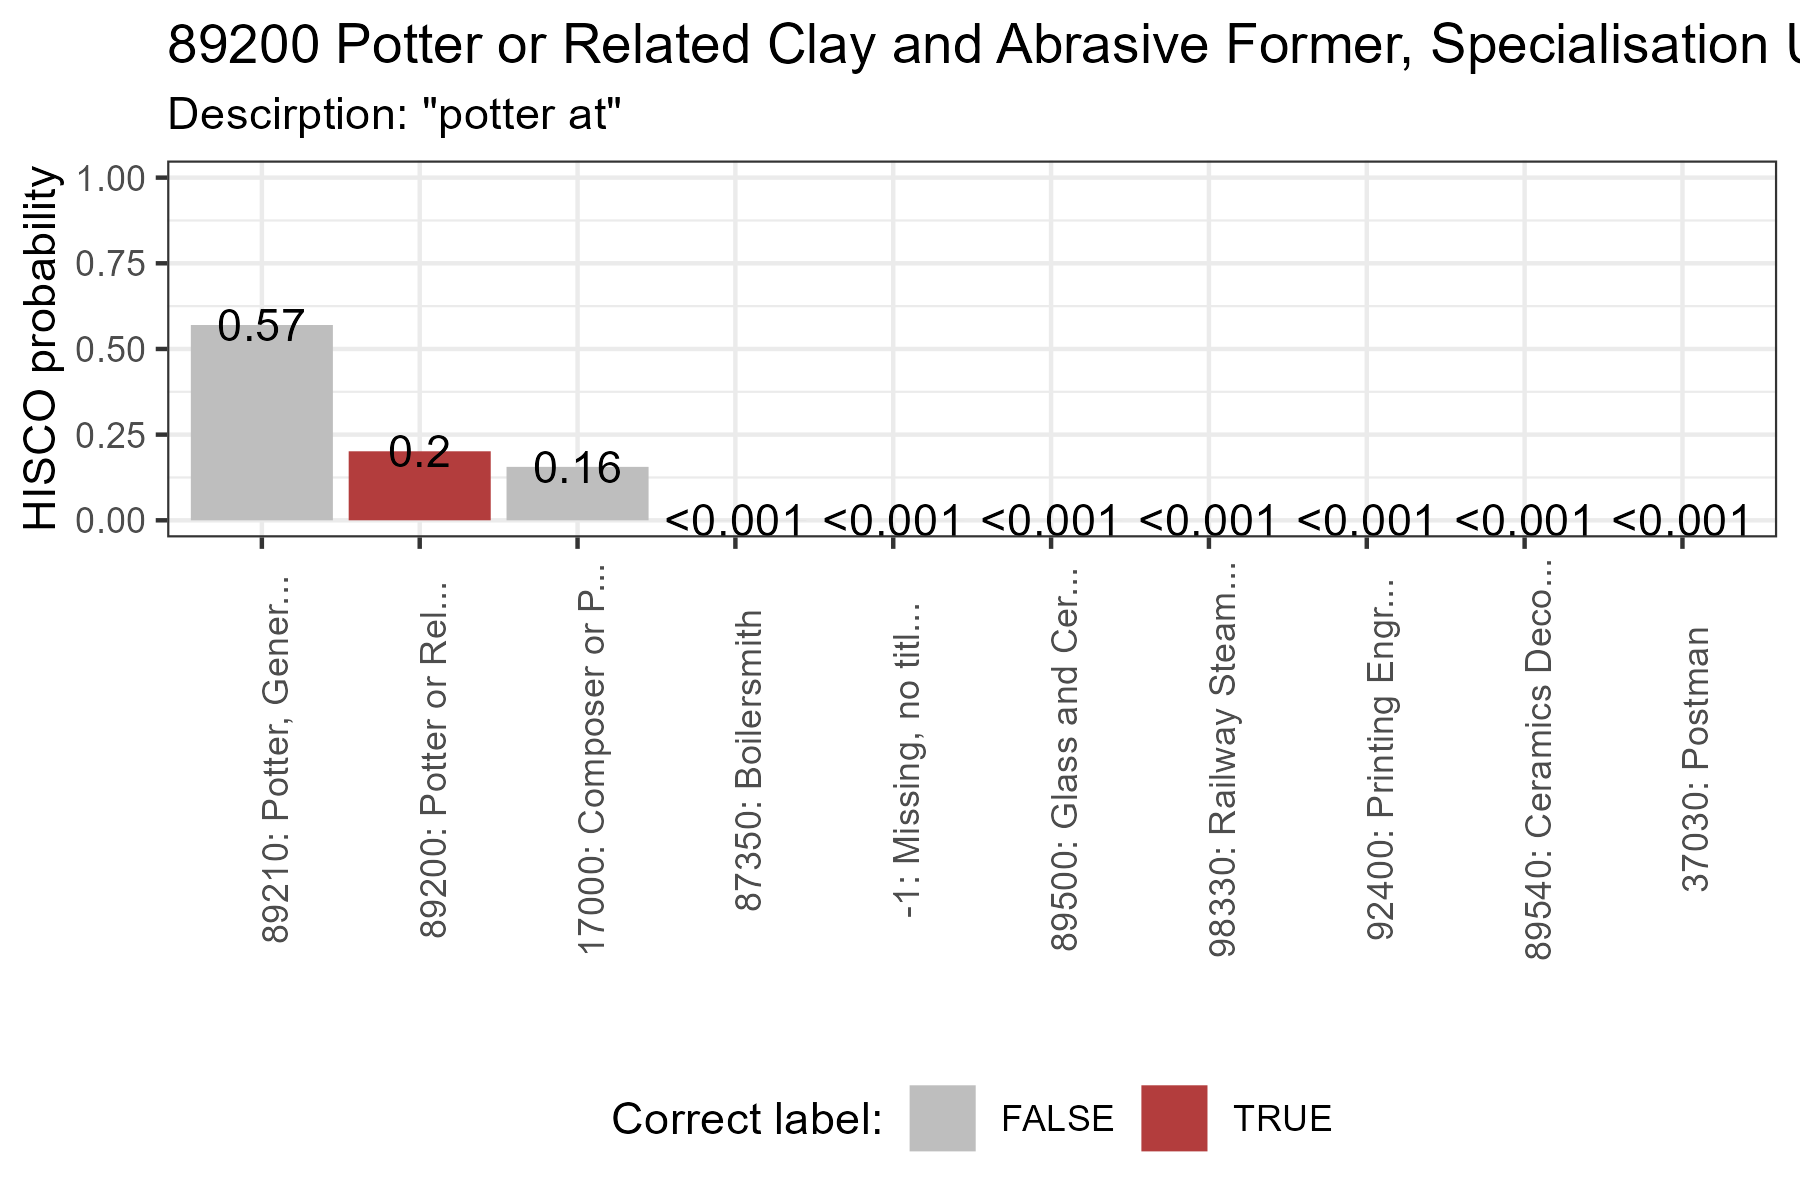 89200 Potter or Related Clay and Abrasive Former, Specialisation U
Descirption: "potter at"
HISCO probability
1.00
0.75
0.50
0.25
0.00
0.57
0.2
0.16
<0.001
<0.001
<0.001
<0.001
<0.001
<0.001
<0.001
89210: Potter, Gener...
89200: Potter or Rel...
17000: Composer or P...
87350: Boilersmith
-1: Missing, no titl...
89500: Glass and Cer...
98330: Railway Steam...
92400: Printing Engr...
89540: Ceramics Deco...
37030: Postman
Correct label: FALSE TRUE